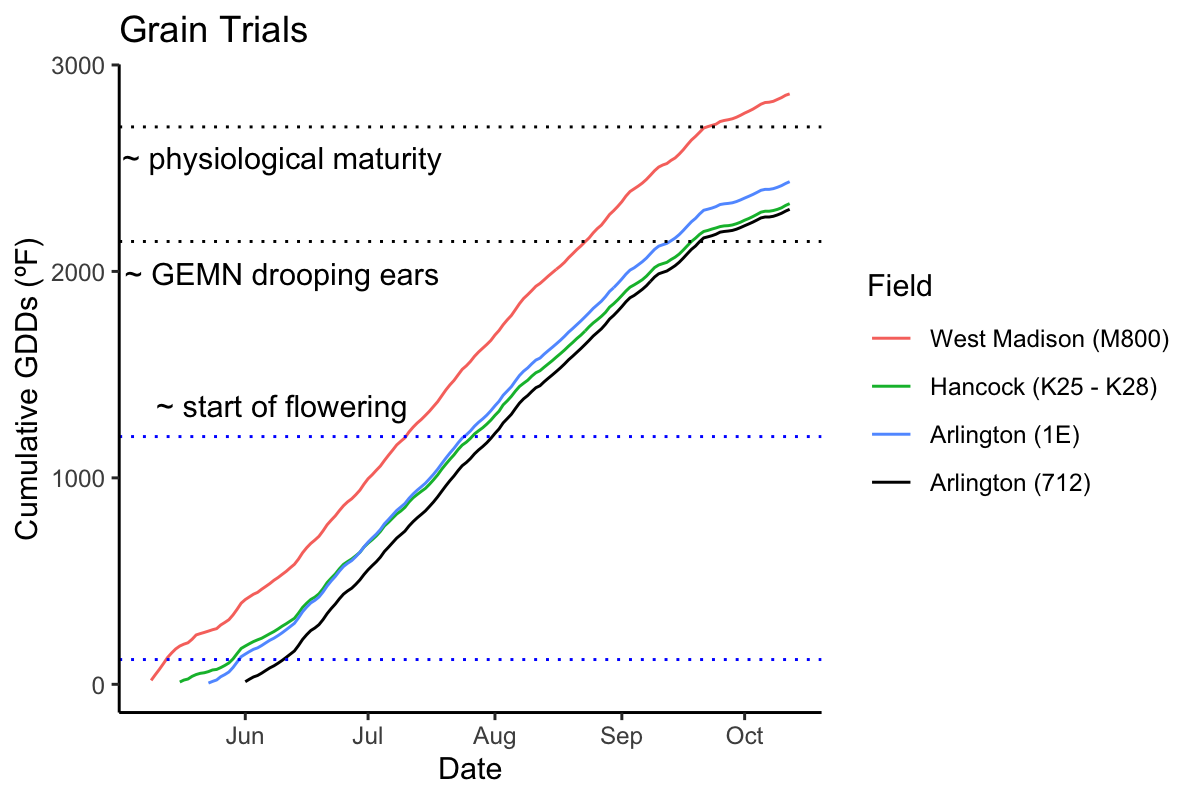 Grain Trials
3000
~ physiological maturity
~ GEMN drooping ears
2000
~ start of flowering
1000
0
Cumulative GDDs (ºF)
Jun Jul Aug Sep Oct
Date
Field
West Madison (M800)
Hancock (K25 - K28)
Arlington (1E)
Arlington (712)